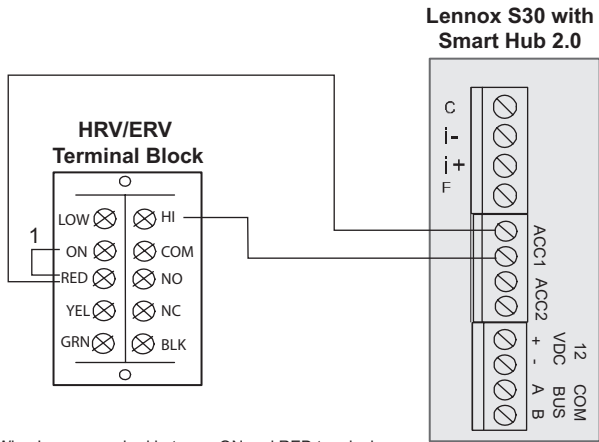 Lennox S30 with
Smart Hub 2.0
HRV/ERV
Terminal Block
LOW HI
1
ON COM
RED NO
YEL NC
GRN BLK
C
i-
i+
F
ACC1 ACC2
+ - A B
VDC BUS
12 COM